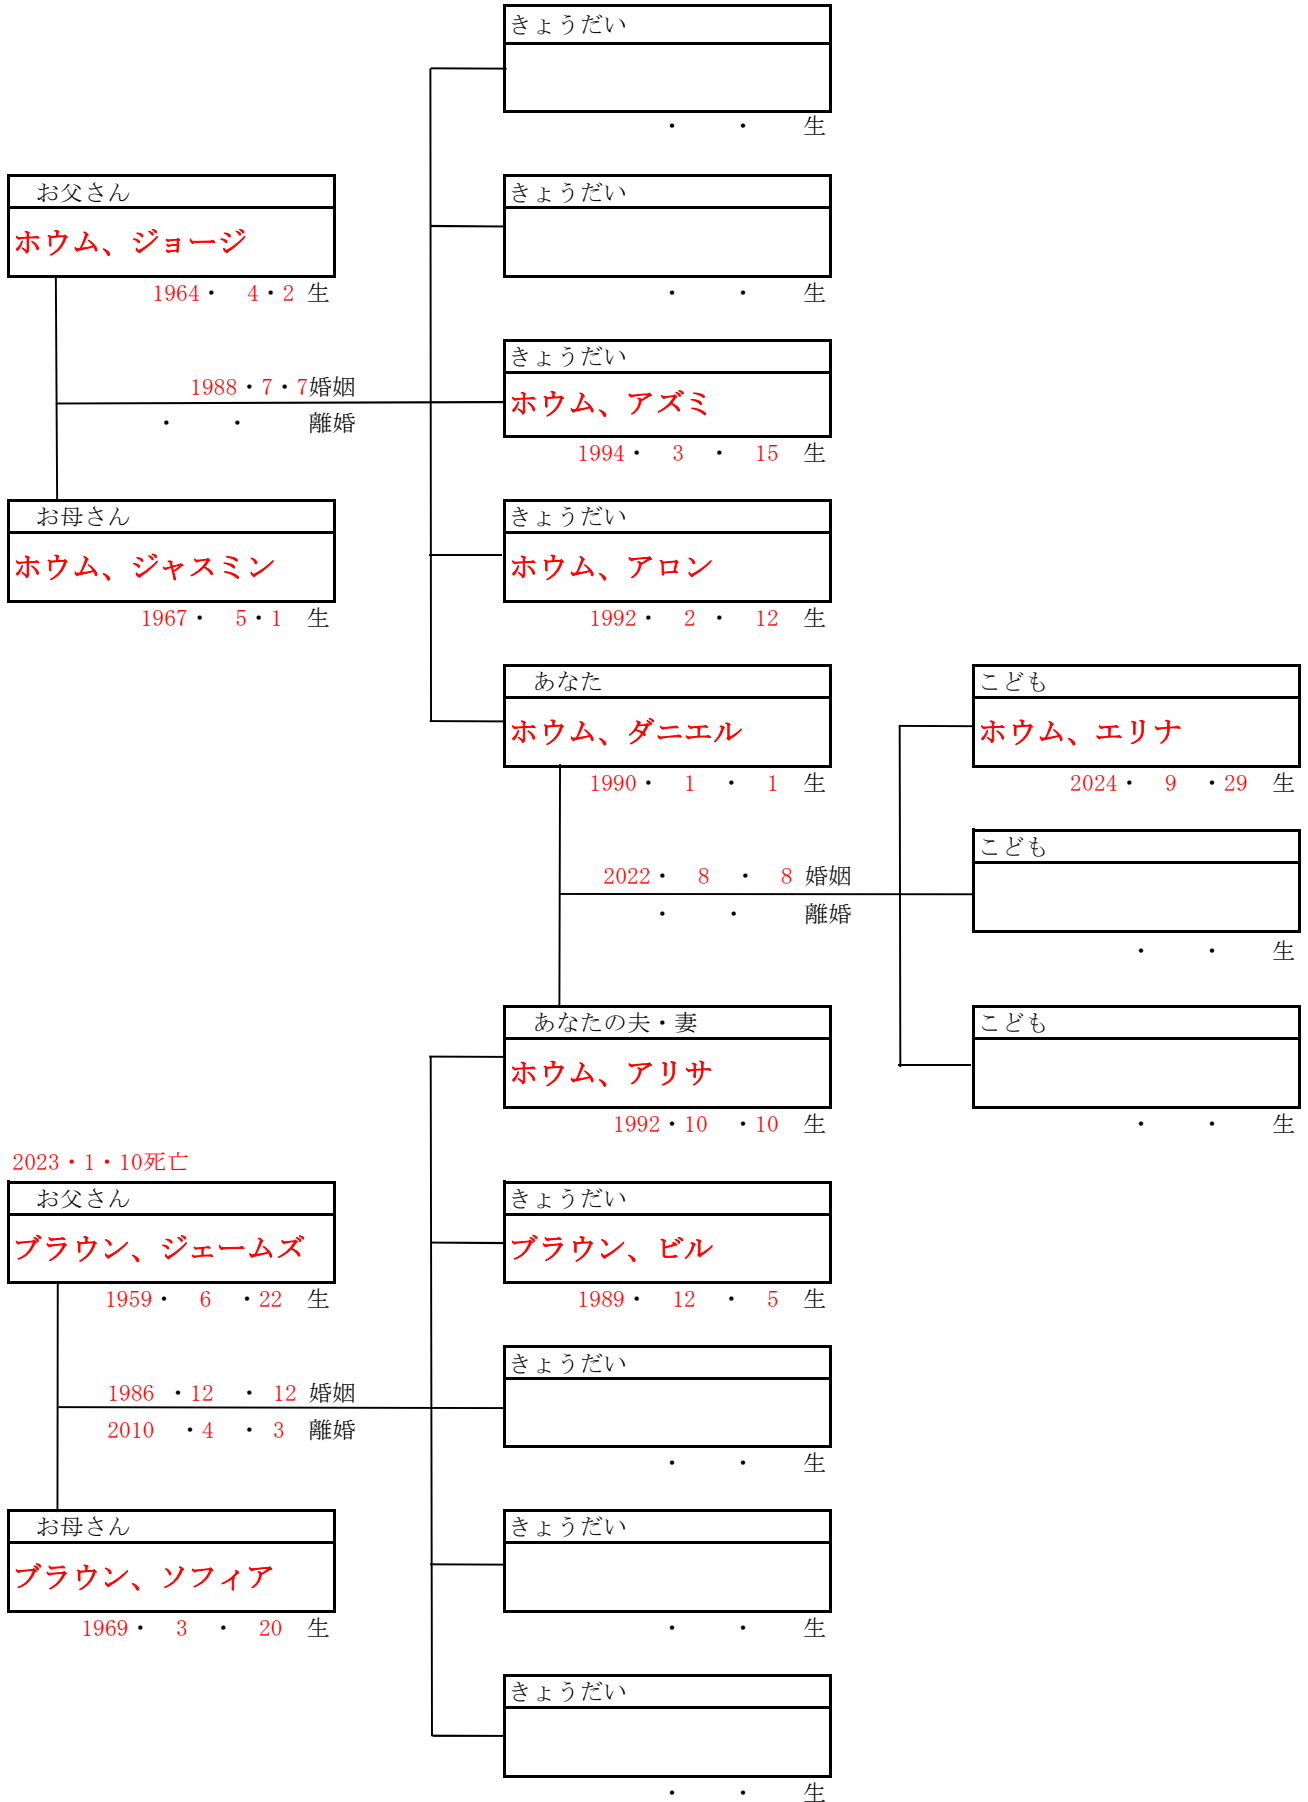 きょうだい
・　・　生
お父さん
ホウム、ジョージ
1964・　4・2 生
きょうだい
・　・　生
1988・7・7婚姻
・　・　離婚
きょうだい
ホウム、アズミ
1994・　3　・　15　生
お母さん
ホウム、ジャスミン
1967・　5・1　生
きょうだい
ホウム、アロン
1992・　2　・　12　生
あなた
ホウム、ダニエル
1990・　1　・　1　生
こども
ホウム、エリナ
2024・　9　・29　生
2022・　8　・　8 婚姻
・　・　離婚
こども
・　・　生
あなたの夫・妻
ホウム、アリサ
1992・10　・10　生
こども
・　・　生
2023・1・10死亡
お父さん
ブラウン、ジェームズ
1959・　6　・22　生
きょうだい
ブラウン、ビル
1989・　12　・　5　生
1986　・12　・　12 婚姻
2010　・4　・　3　離婚
きょうだい
・　・　生
お母さん
ブラウン、ソフィア
1969・　3　・　20　生
きょうだい
・　・　生
きょうだい
・　・　生